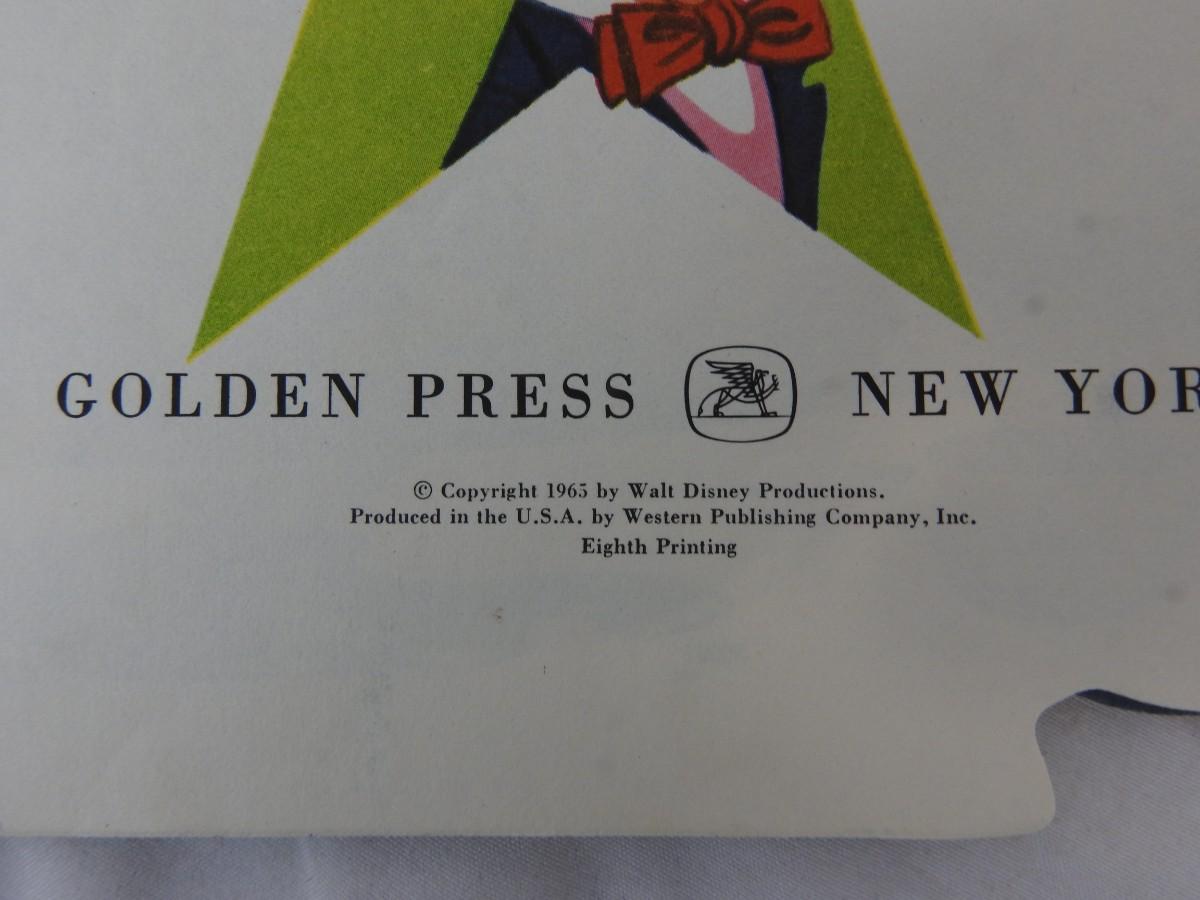 GOLDEN PRESS NEW YOR
© Copyright 1965 by Walt Disney Productions.
Produced in the U.S.A. by Western Publishing Company, Inc.
Eighth Printing